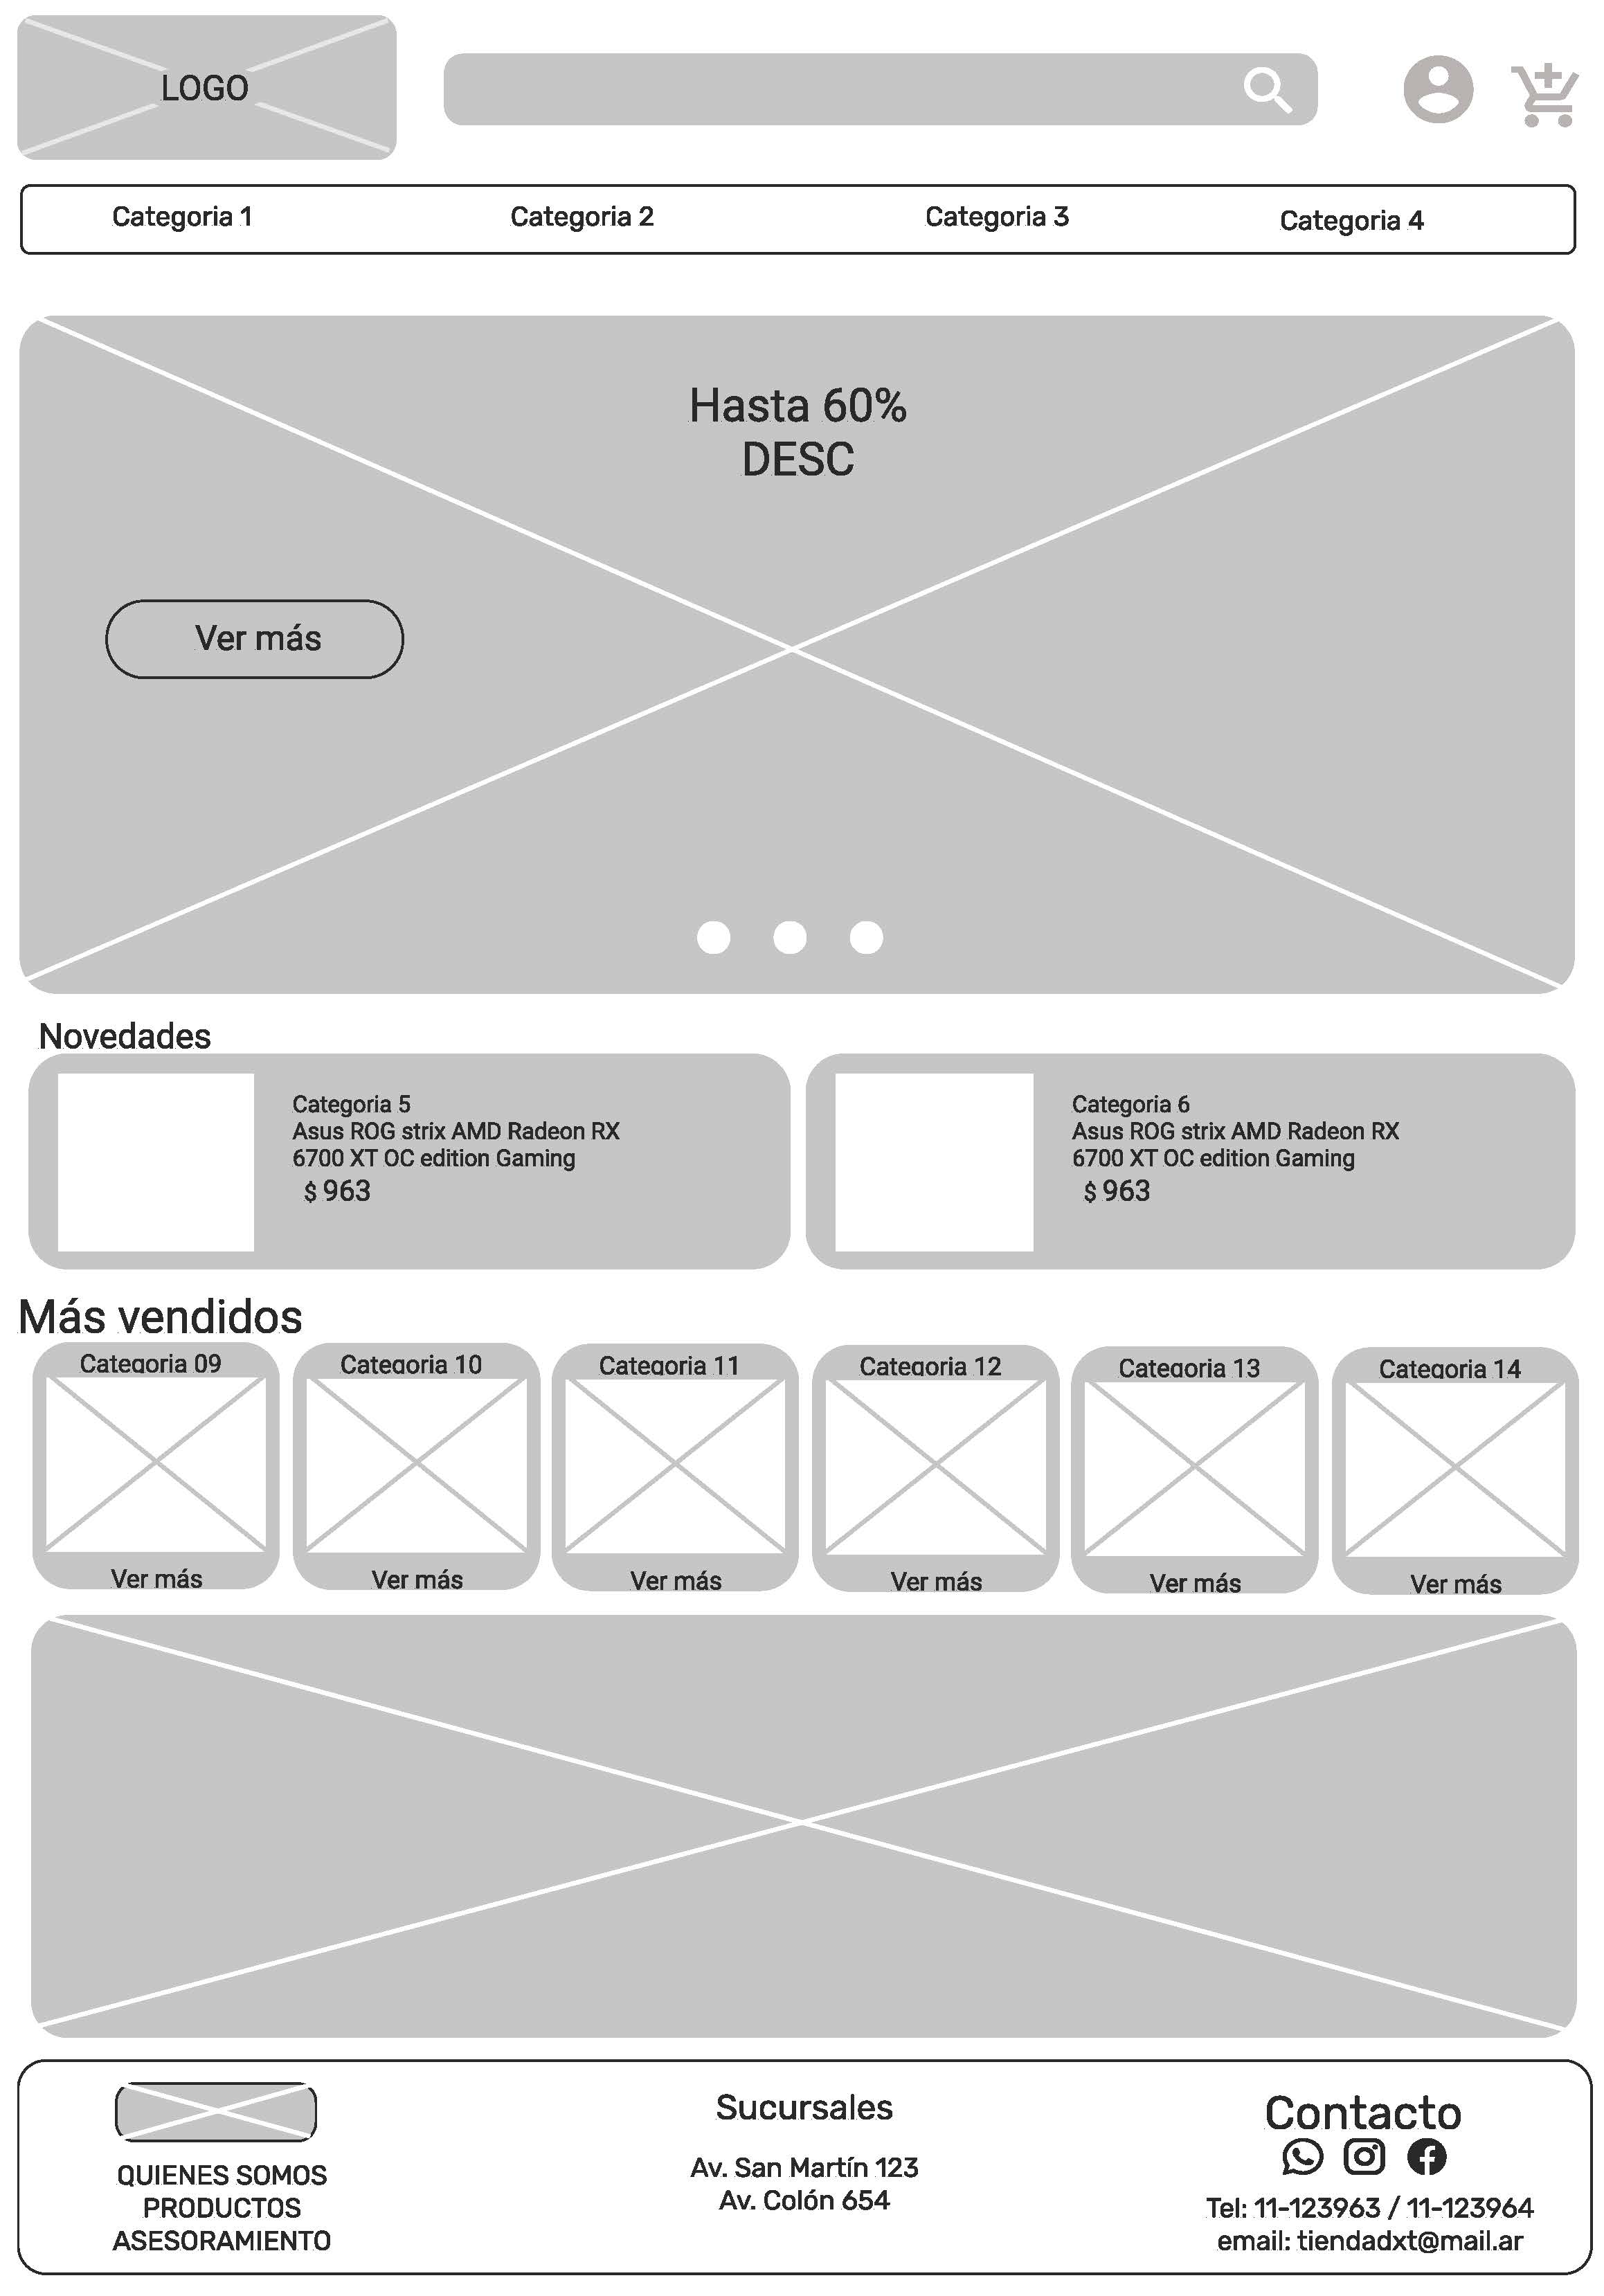 LOGO
Categoria 1
Categoria 2
Categoria 3
Categoria 4
Hasta 60%
DESC
Ver más
Novedades
Categoria 5
Asus ROG strix AMD Radeon RX
6700 XT OC edition Gaming
$ 963
Categoria 6
Asus ROG strix AMD Radeon RX
6700 XT OC edition Gaming
$ 963
Más vendidos
Categoria 09
Categoria 10
Categoria 11
Categoria 12
Categoria 13
Categoria 14
Ver más
Ver más
Ver más
Ver más
Ver más
Ver más
QUIENES SOMOS
PRODUCTOS
ASESORAMIENTO
Sucursales
Av. San Martín 123
Av. Colón 654
Contacto
Tel: 11-123963 / 11-123964
email: tiendadxt@mail.ar